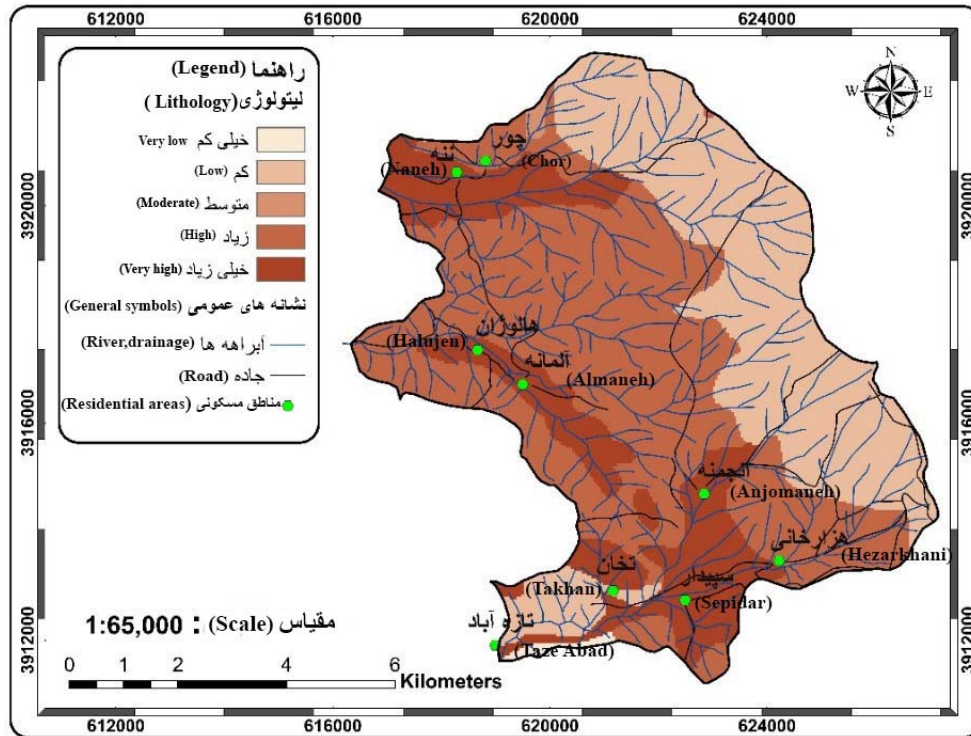 612000 616000 620000 624000
راهنما (Legend)
لیتولوژی (Lithology)
Very low خیلی کم
(Low) کم
(Moderate) متوسط
(High) زیاد
(Very high) خیلی زیاد
(General symbols) نشانه های عمومی
(River,drainage) آبراهه ها
(Road) جاده
(Residential areas) مناطق مسکونی
N
W E
S
3920000
3916000
3912000
3920000
3916000
3912000
چور
(Chor)
ننه
(Naneh)
هالوژان
(Halujen)
آلمانه
(Almaneh)
انجمنه
(Anjomaneh)
هزارخانی
(Hezarkhani)
تخان
(Takhan)
سپیدار
(Sepidar)
تازه آباد
(Taze Abad)
1:65,000 : (Scale) مقیاس
0 1 2 4 6
Kilometers
612000 616000 620000 624000